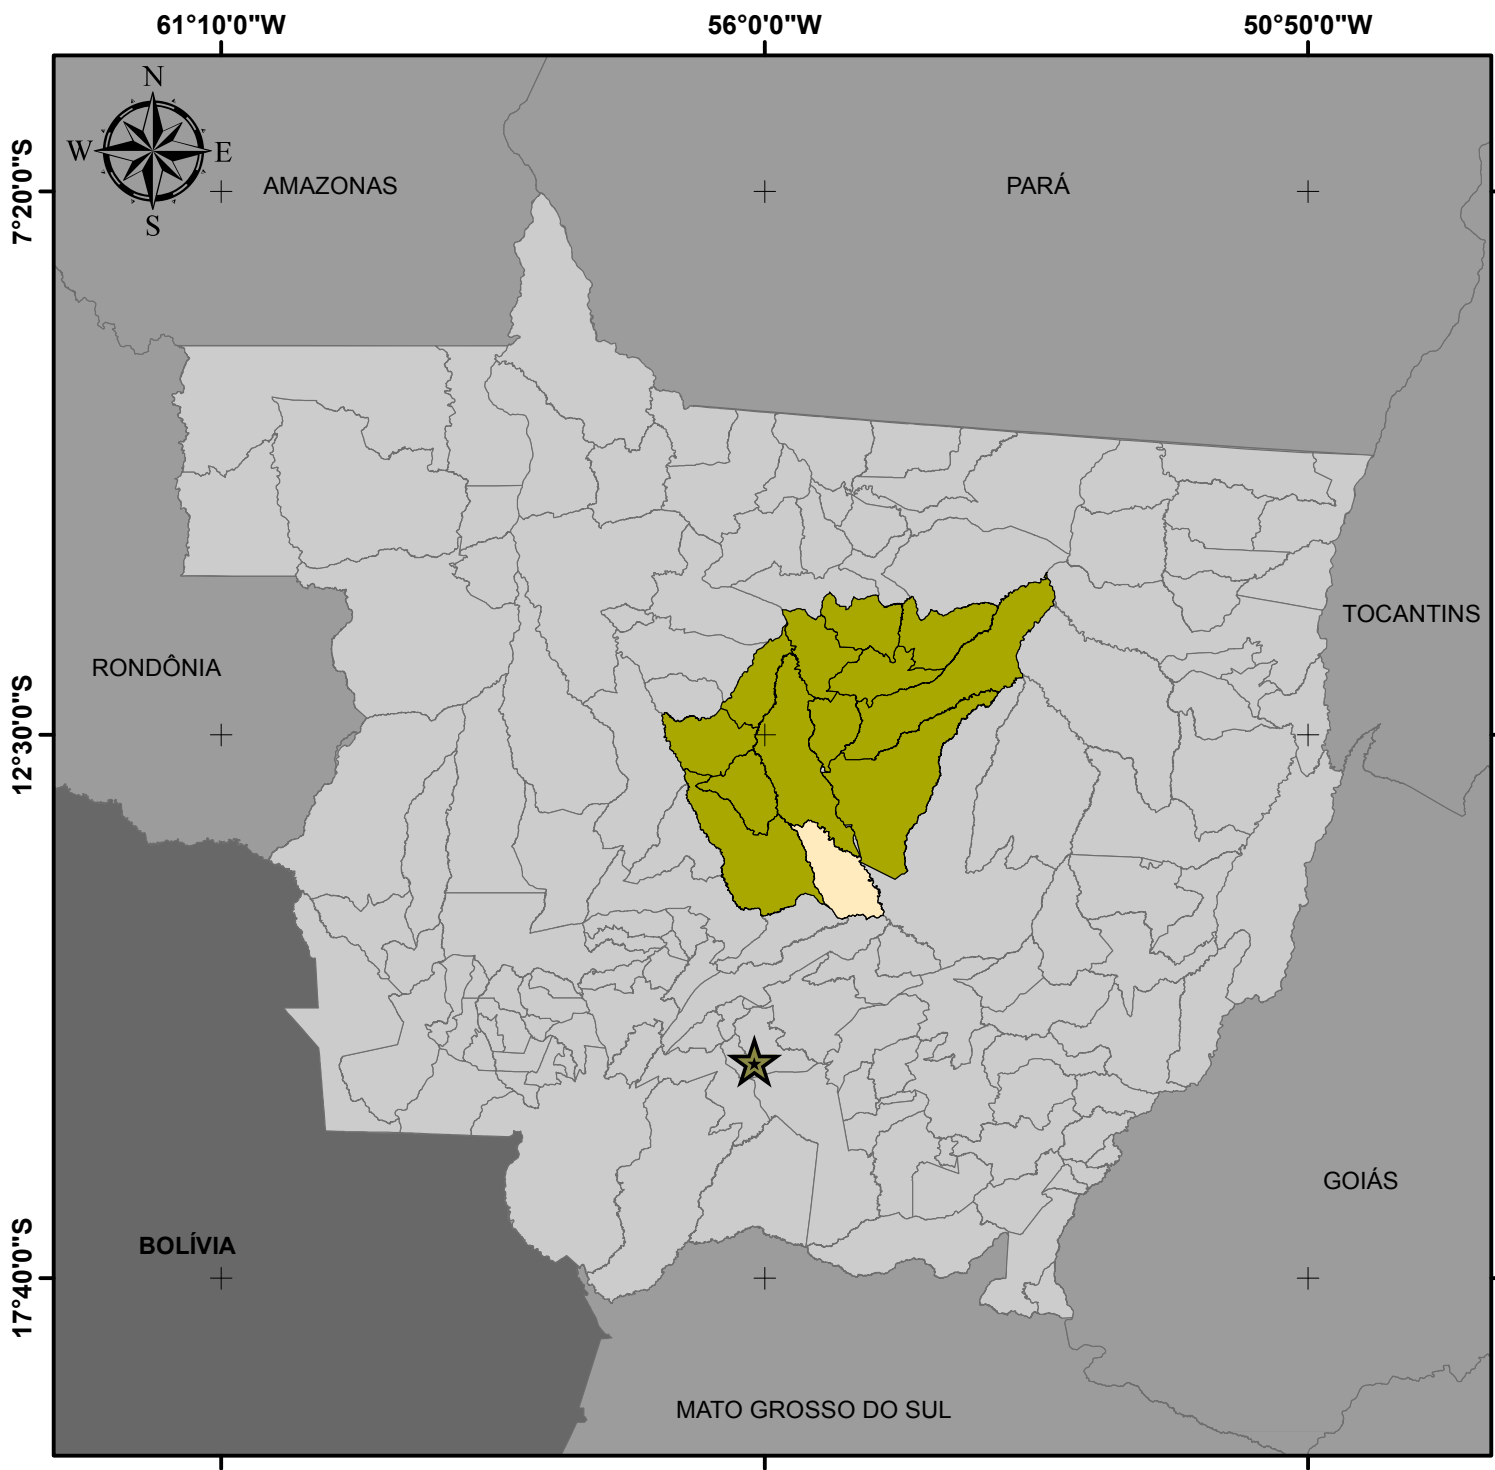 61°10'0"W 56°0'0"W 50°50'0"W
N
W E
S
7°20'0"S
AMAZONAS PARÁ
TOCANTINS
RONDÔNIA
12°30'0"S
GOIÁS
BOLÍVIA
17°40'0"S
MATO GROSSO DO SUL